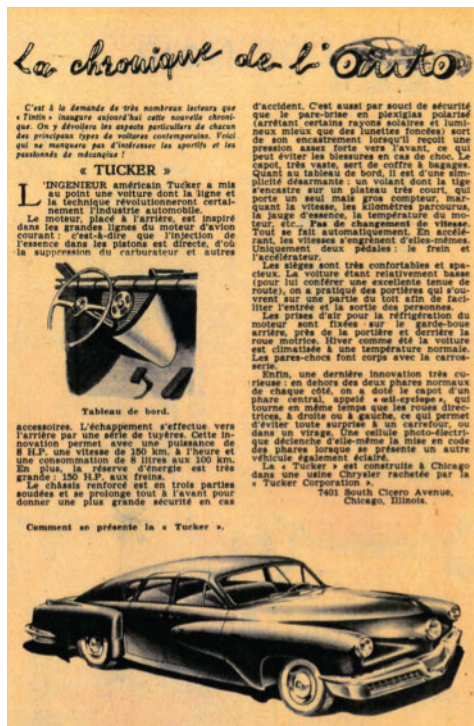 La chronique de l'auto
C'est à la demande de très nombreux lecteurs que
« Tintin » inaugure aujourd'hui cette nouvelle chroni-
que. On y dévoilera les aspects particuliers de chacun
des principaux types de voitures contemporains. Voici
qui ne manquera pas d'intéresser les sportifs et les
passionnés de mécanique !
« TUCKER »
L'INGENIEUR américain Tucker a mis
au point une voiture dont la ligne et
la technique révolutionneront certai-
nement l'industrie automobile.
Le moteur, placé à l'arrière, est inspiré
dans les grandes lignes du moteur d'avion
courant : c'est-à-dire que l'injection de
l'essence dans les pistons est directe, d'où
la suppression du carburateur et autres
Tableau de bord.
accessoires. L'échappement s'effectue vers
l'arrière par une série de tuyères. Cette in-
novation permet avec une puissance de
8 H.P. une vitesse de 150 km. à l'heure et
une consommation de 8 litres aux 100 km.
En plus, la réserve d'énergie est très
grande : 150 H.P. aux freins.
Le châssis renforcé est en trois parties
soudées et se prolonge tout à l'avant pour
donner une plus grande sécurité en cas
d'accident. C'est aussi par souci de sécurité
que le pare-brise en plexiglas polarisé
(arrêtant certains rayons solaires et lumi-
neux mieux que des lunettes foncées) sort
de son encastrement lorsqu'il reçoit une
pression assez forte vers l'avant, ce qui
peut éviter les blessures en cas de choc. Le
capot, très vaste, sert de coffre à bagages.
Quant au tableau de bord, il est d'une sim-
plicité désarmante : un volant dont la tige
s'encastre sur un plateau très court, qui
porte un seul mais gros compteur, mar-
quant la vitesse, les kilomètres parcourus,
la jauge d'essence, la température du mo-
teur, etc... Pas de changement de vitesse.
Tout se fait automatiquement. En accélé-
rant, les vitesses s'engrènent d'elles-mêmes.
Uniquement deux pédales : le frein et
l'accélérateur.
Les sièges sont très confortables et spa-
cieux. La voiture étant relativement basse
(pour lui conférer une excellente tenue de
route), on a pratiqué des portières qui s'ou-
vrent sur une partie du toit afin de faci-
liter l'entrée et la sortie des personnes.
Les prises d'air pour la réfrigération du
moteur sont fixées sur le garde-boue
arrière, près de la portière et derrière la
roue motrice. Hiver comme été la voiture
est climatisée à une température normale.
Les pares-chocs font corps avec la carros-
serie.
Enfin, une dernière innovation très cu-
rieuse : en dehors des deux phares normaux
de chaque côté, on a doté le capot d'un
phare central, appelé « œil-cyclope », qui
tourne en même temps que les roues direc-
trices, à droite ou à gauche, ce qui permet
d'éviter toute surprise à un carrefour, ou
dans un virage. Une cellule photo-électri-
que déclenche d'elle-même la mise en code
des phares lorsque se présente un autre
véhicule également éclairé.
La « Tucker » est construite à Chicago
dans une usine Chrysler rachetée par la
« Tucker Corporation ».
7401 South Cicero Avenue,
Chicago, Illinois.
Comment se présente la « Tucker ».